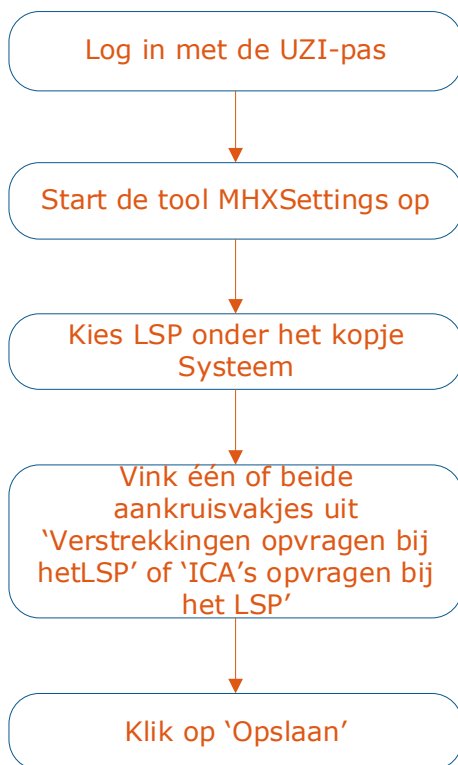 Log in met de UZI-pas
Start de tool MHXSettings op
Kies LSP onder het kopje
Systeem
Vink één of beide
aankruisvakjes uit
‘Verstrekkingen opvragen bij
hetLSP’ of ‘ICA’s opvragen bij
het LSP’
Klik op ‘Opslaan’